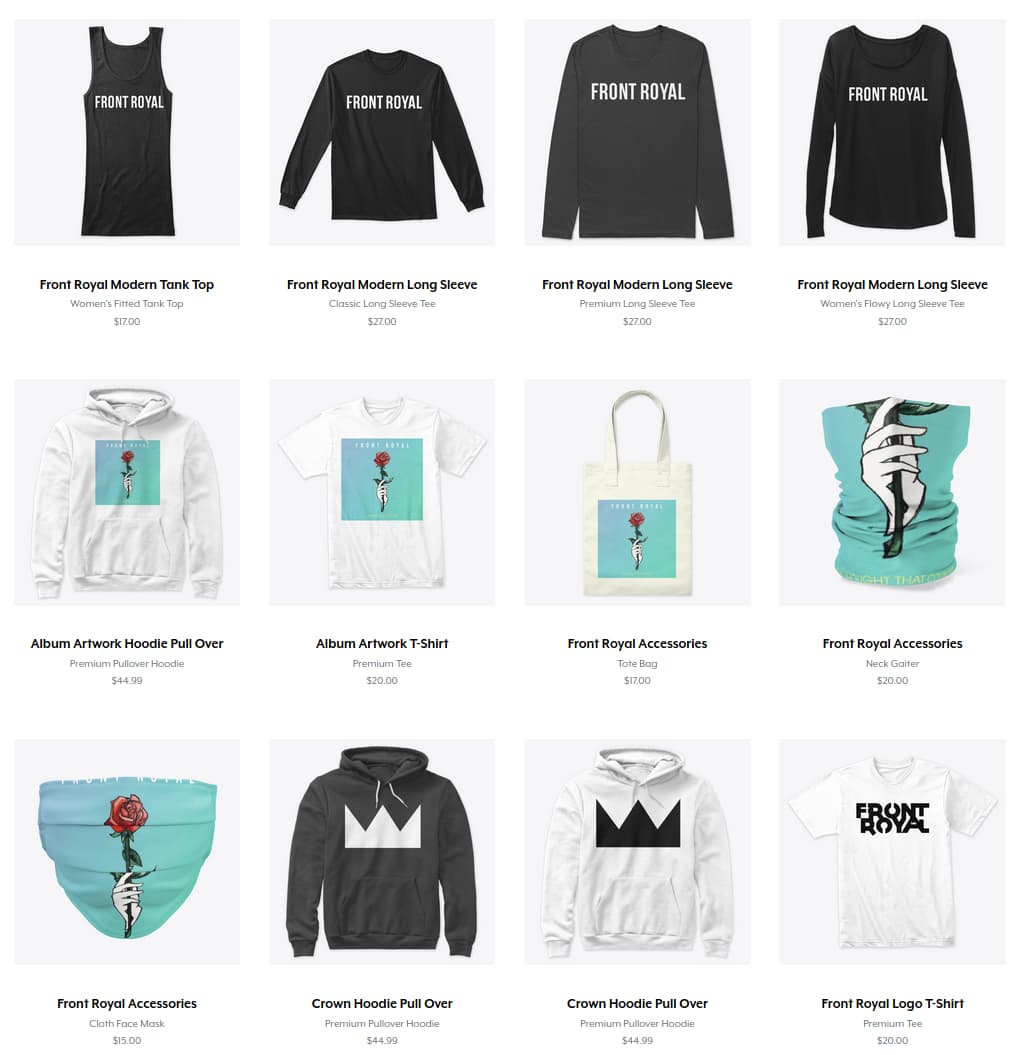 FRONT ROYAL
FRONT ROYAL
FRONT ROYAL
FRONT ROYAL
Front Royal Modern Tank Top
Women's Fitted Tank Top
$17.00
Front Royal Modern Long Sleeve
Classic Long Sleeve Tee
$27.00
Front Royal Modern Long Sleeve
Premium Long Sleeve Tee
$27.00
Front Royal Modern Long Sleeve
Women's Flowy Long Sleeve Tee
$27.00
FRONT ROYAL
FRONT ROYAL
FRONT ROYAL
THAT
Album Artwork Hoodie Pull Over
Premium Pullover Hoodie
$44.99
Album Artwork T-Shirt
Premium Tee
$20.00
Front Royal Accessories
Tote Bag
$17.00
Front Royal Accessories
Neck Gaiter
$20.00
FRONT ROYAL
FRONT
ROYAL
Front Royal Accessories
Cloth Face Mask
$15.00
Crown Hoodie Pull Over
Premium Pullover Hoodie
$44.99
Crown Hoodie Pull Over
Premium Pullover Hoodie
$44.99
Front Royal Logo T-Shirt
Premium Tee
$20.00